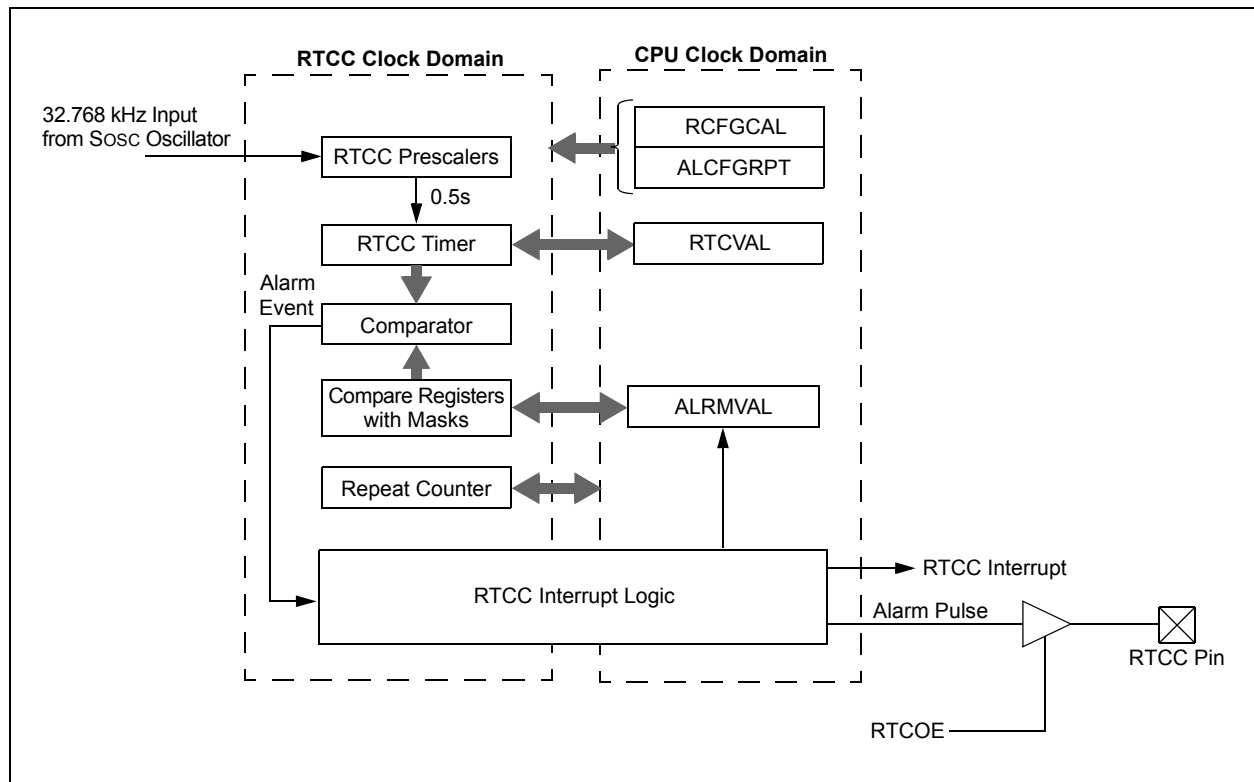 RTCC Clock Domain
CPU Clock Domain
32.768 kHz Input
from SOSC Oscillator
RCFGCAL
RTCC Prescalers
ALCFGRPT
0.5s
RTCC Timer
RTCVAL
Alarm
Event
Comparator
Compare Registers
with Masks
ALRMVAL
Repeat Counter
RTCC Interrupt Logic
RTCC Interrupt
Alarm Pulse
RTCC Pin
RTCOE